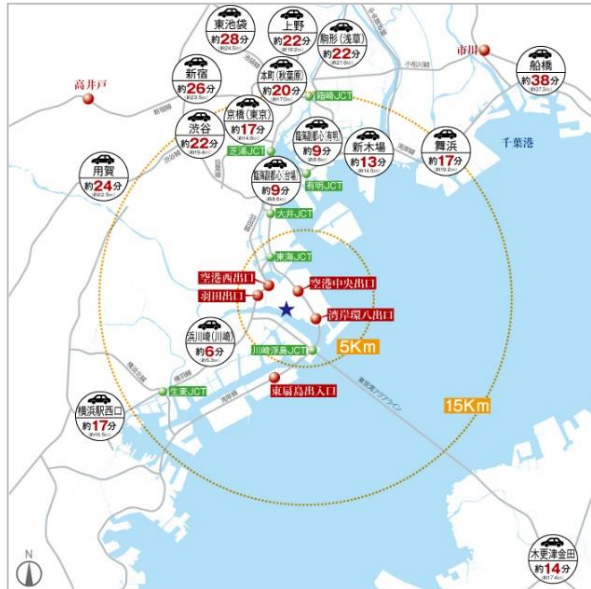 東池袋
約28分
上野
約22分
駒形(浅草)
約22分
市川
船橋
約38分
新宿
約26分
高井戸
本町(秋葉原)
約20分
箱崎JCT
京橋(東京)
約17分
渋谷
約22分
芝浦JCT
臨海副都心(有明)
約9分
新木場
約13分
舞浜
約17分
千葉港
用賀
約24分
有明JCT
臨海副都心(台場)
約9分
大井JCT
東海JCT
空港西出口
空港中央出口
羽田出口
湾岸環八出口
浜川崎(川崎)
約6分
川崎浮島JCT
5Km
生麦JCT
東扇島出入口
15Km
横浜駅西口
約17分
東京湾アクアライン
木更津金田
約14分
N